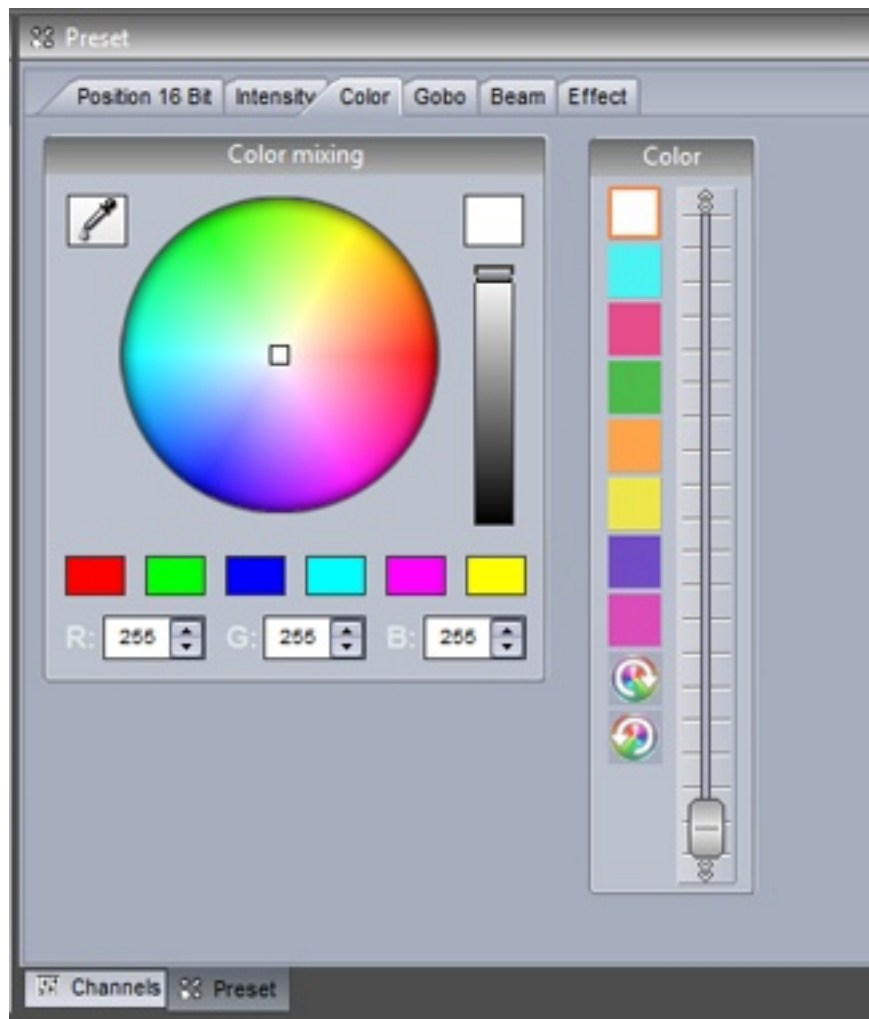 Preset
Position 16 Bit Intensity Color Gobo Beam Effect
Color mixing
Color
R: 255 G: 255 B: 255
Channels Preset